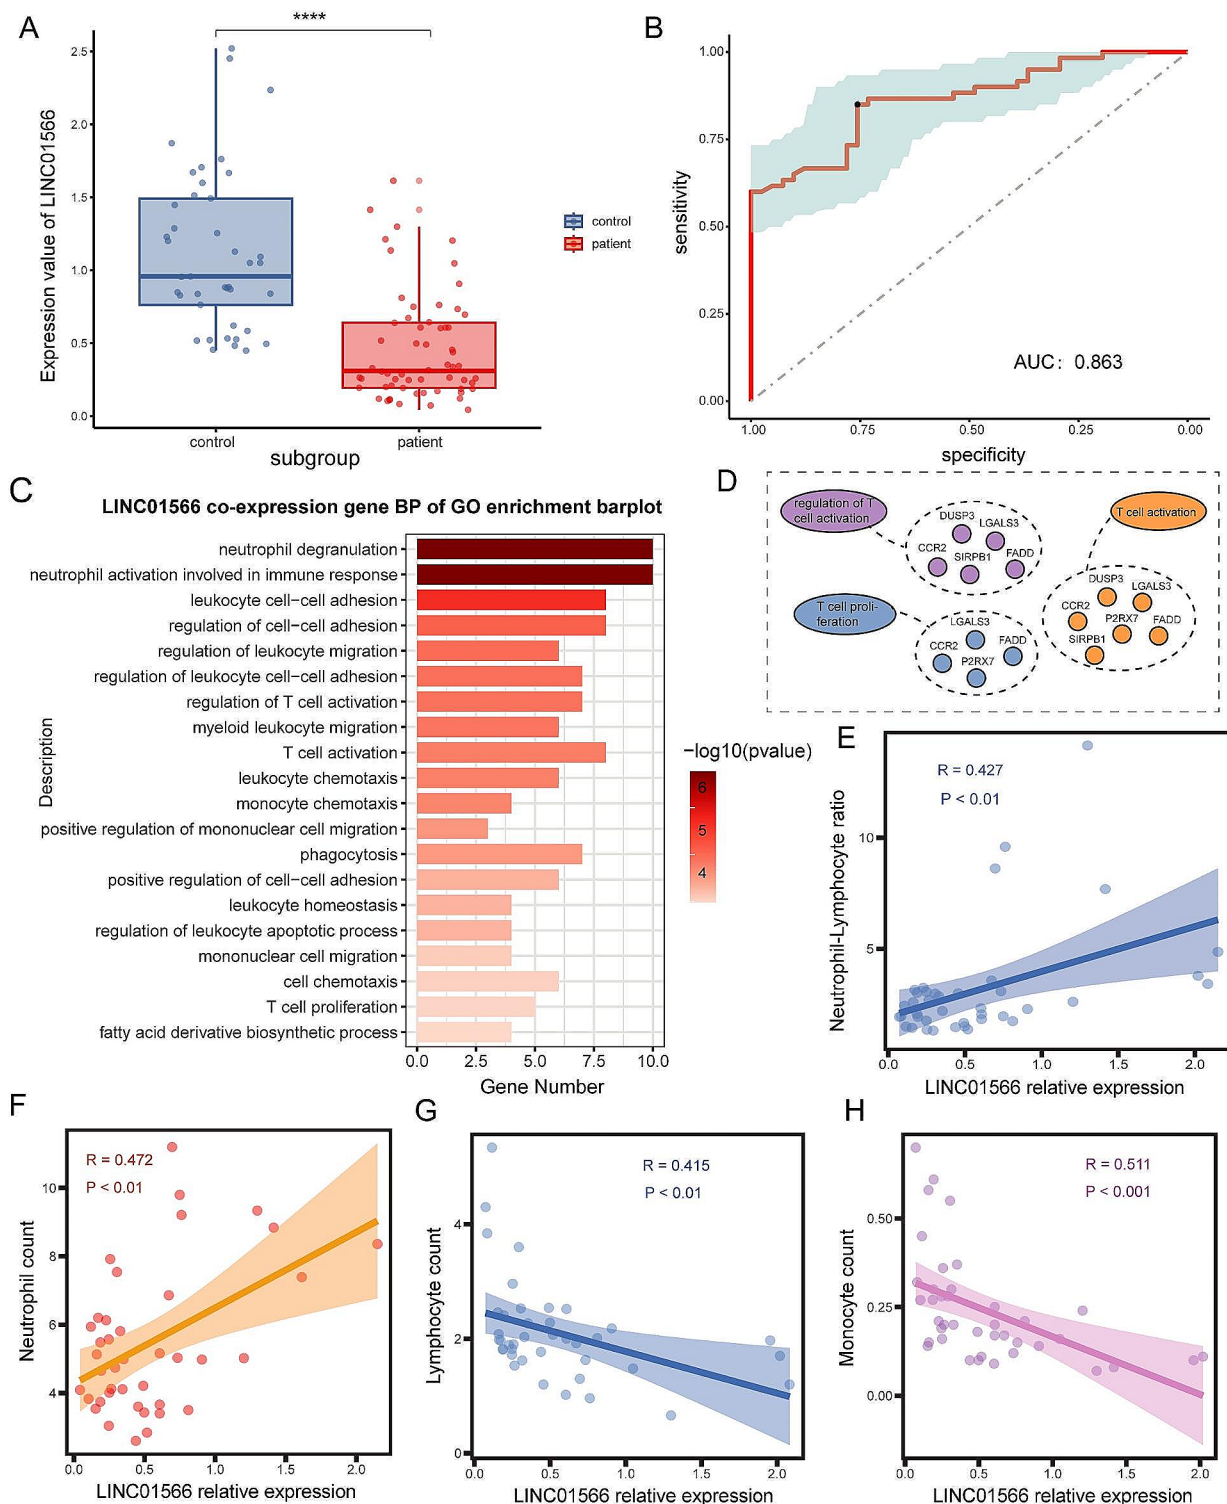 A
****
Expression value of LINC01566
2.5
2.0
1.5
1.0
0.5
0.0
control
patient
subgroup
control
patient
B
1.00
0.75
0.50
0.25
0.00
sensitivity
AUC: 0.863
1.00
0.75
0.50
0.25
0.00
specificity
C
LINC01566 co-expression gene BP of GO enrichment barplot
Description
neutrophil degranulation
neutrophil activation involved in immune response
leukocyte cell−cell adhesion
regulation of cell−cell adhesion
regulation of leukocyte migration
regulation of leukocyte cell−cell adhesion
regulation of T cell activation
myeloid leukocyte migration
T cell activation
leukocyte chemotaxis
monocyte chemotaxis
positive regulation of mononuclear cell migration
phagocytosis
positive regulation of cell−cell adhesion
leukocyte homeostasis
regulation of leukocyte apoptotic process
mononuclear cell migration
cell chemotaxis
T cell proliferation
fatty acid derivative biosynthetic process
0.0
2.5
5.0
7.5
10.0
Gene Number
−log10(pvalue)
6
5
4
D
regulation of T
cell activation
DUSP3
LGALS3
CCR2
SIRPB1
FADD
T cell activation
DUSP3
LGALS3
CCR2
P2RX7
FADD
SIRPB1
T cell proli-
feration
LGALS3
CCR2
FADD
P2RX7
E
R = 0.427
P < 0.01
Neutrophil-Lymphocyte ratio
10
5
0.0
0.5
1.0
1.5
2.0
LINC01566 relative expression
F
R = 0.472
P < 0.01
Neutrophil count
10
8
6
4
0.0
0.5
1.0
1.5
2.0
LINC01566 relative expression
G
R = 0.415
P < 0.01
Lymphocyte count
4
2
0
0.0
0.5
1.0
1.5
2.0
LINC01566 relative expression
H
R = 0.511
P < 0.001
Monocyte count
0.50
0.25
0.00
0.0
0.5
1.0
1.5
2.0
LINC01566 relative expression